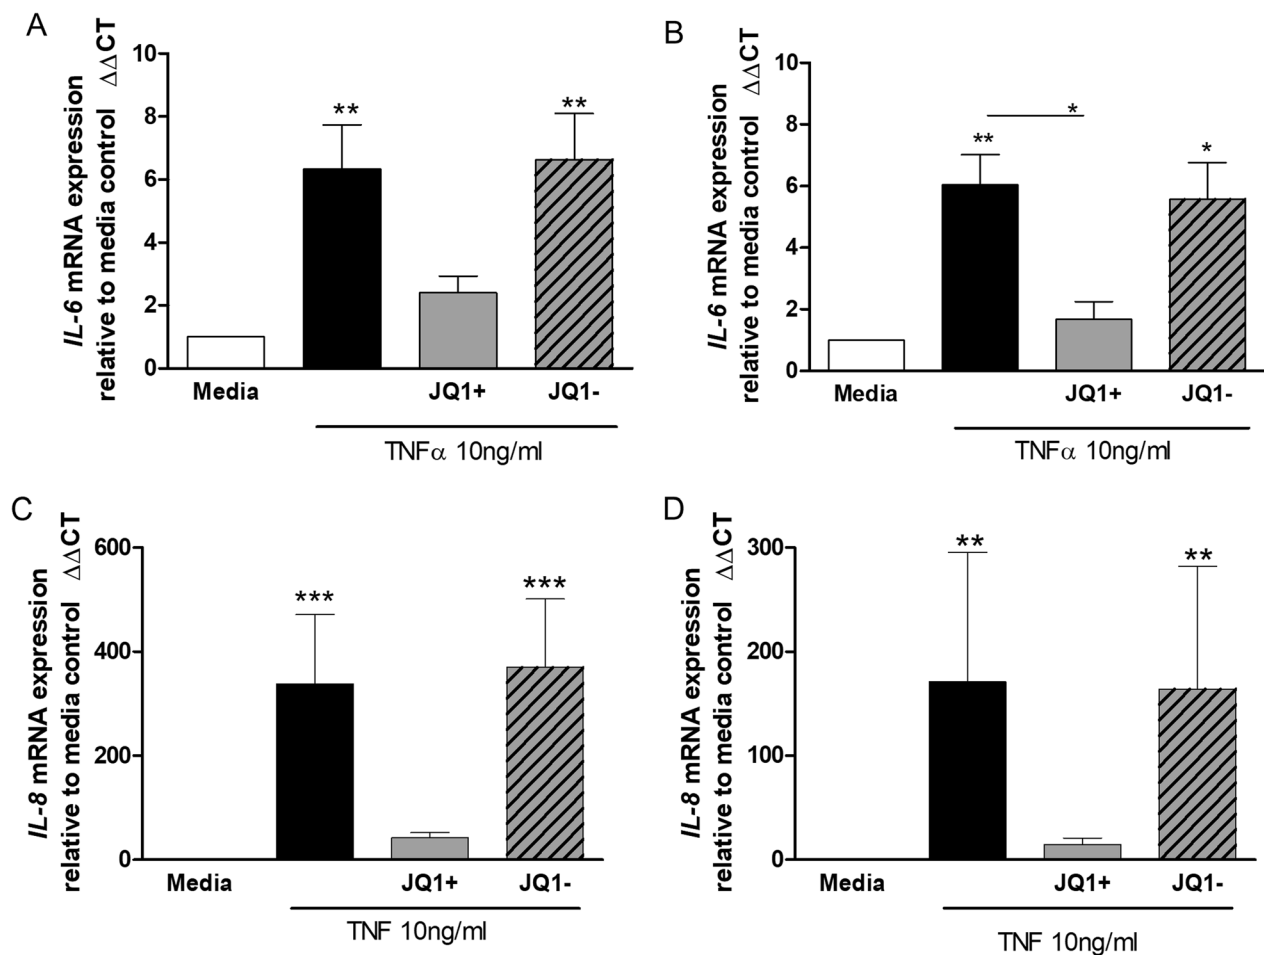 A
IL-6 mRNA expression
relative to media control ΔΔCT
10
8
6
4
2
0
**
**
Media
JQ1+
JQ1-
TNFα 10ng/ml
B
IL-6 mRNA expression
relative to media control ΔΔCT
10
8
6
4
2
0
**
*
*
Media
JQ1+
JQ1-
TNFα 10ng/ml
C
IL-8 mRNA expression
relative to media control ΔΔCT
600
400
200
0
***
***
Media
JQ1+
JQ1-
TNF 10ng/ml
D
IL-8 mRNA expression
relative to media control ΔΔCT
300
200
100
0
**
**
Media
JQ1+
JQ1-
TNF 10ng/ml